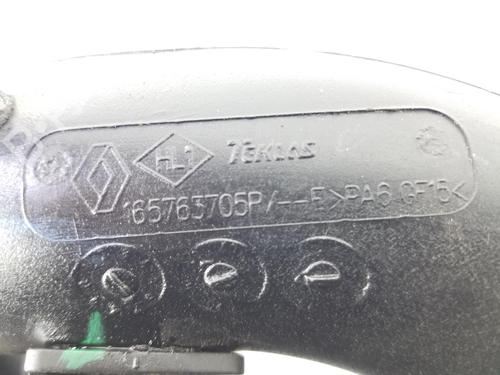 HL1 TEKLAS
165763705P/--E >PA6 GF15<